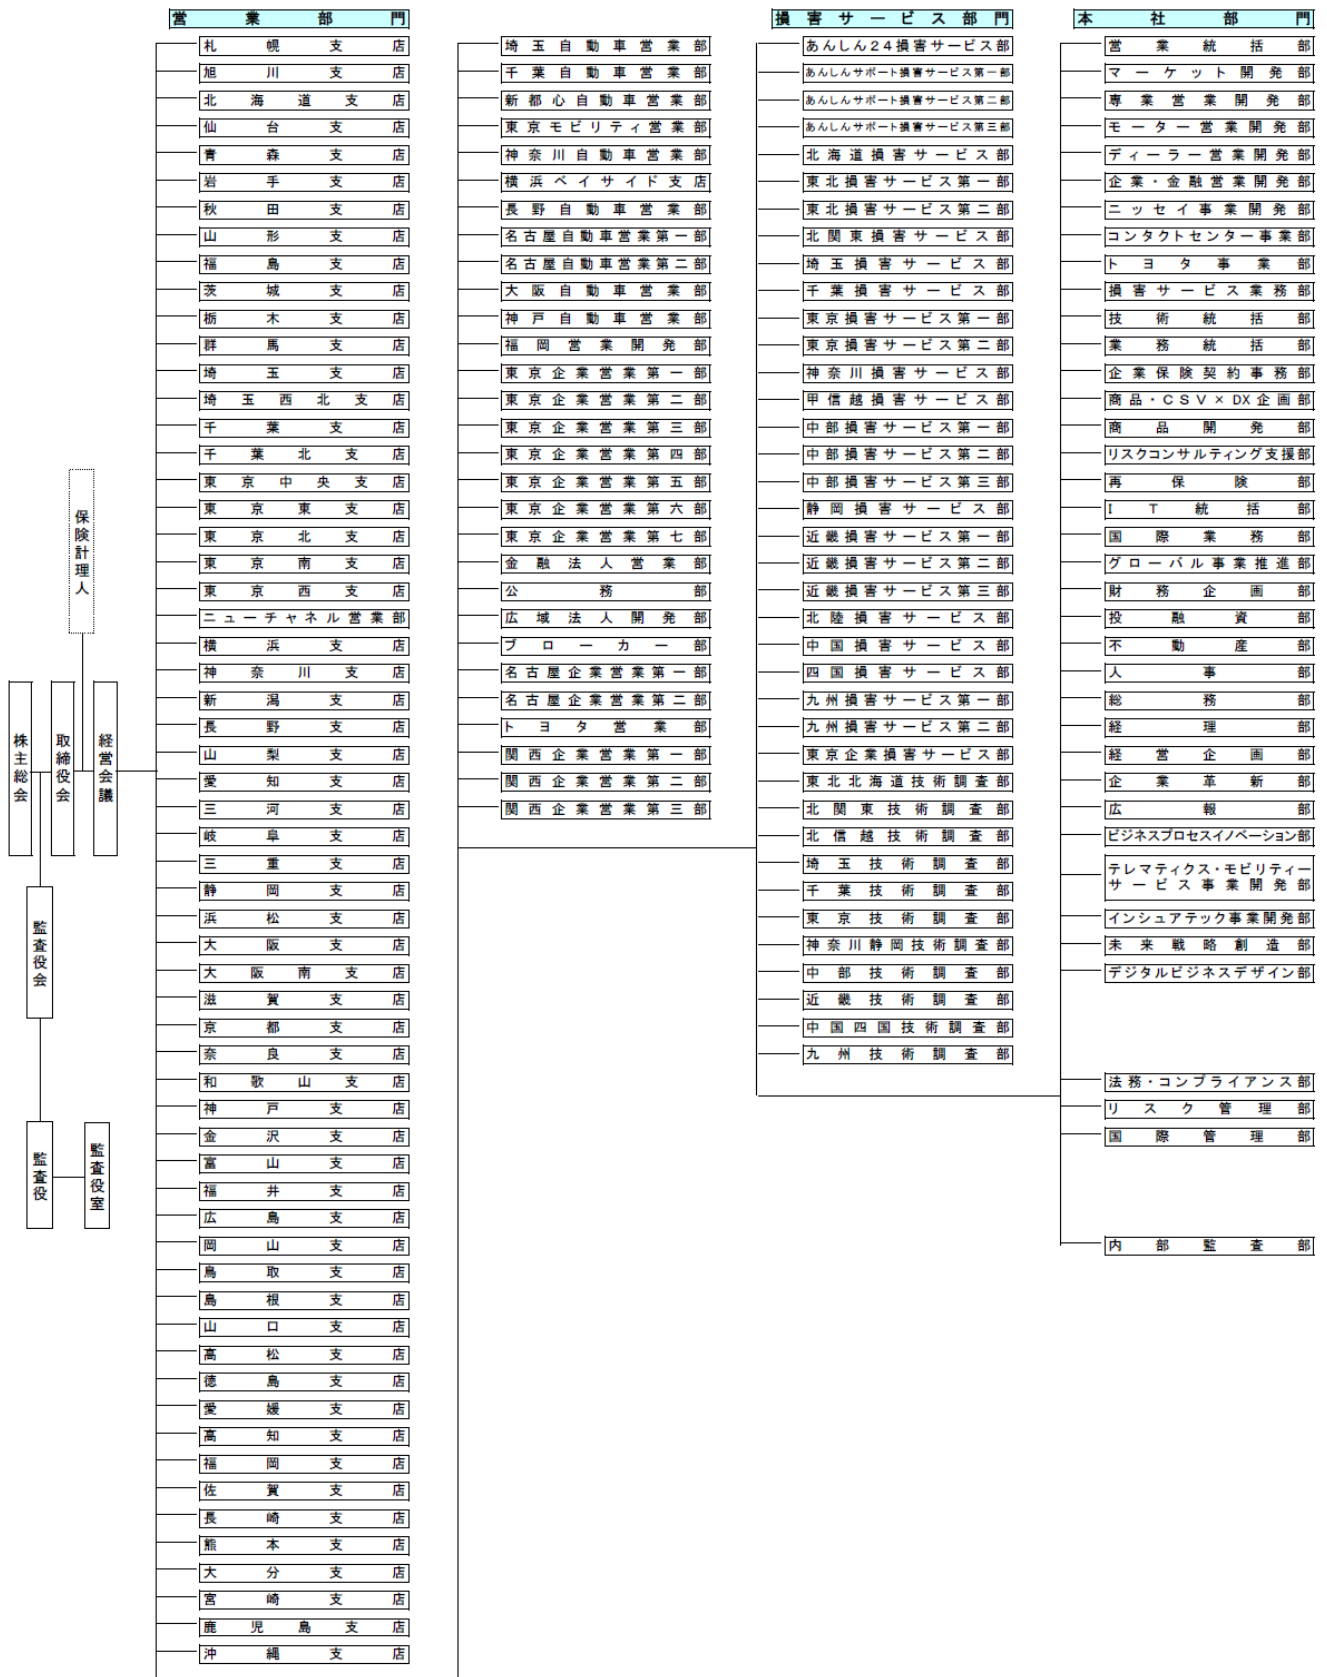 営業部門
札幌支店
旭川支店
北海道支店
仙台支店
青森支店
岩手支店
秋田支店
山形支店
福島支店
茨城支店
栃木支店
群馬支店
埼玉支店
埼玉西北支店
千葉支店
千葉北支店
東京中央支店
東京東支店
東京北支店
東京南支店
東京西支店
ニューチャネル営業部
横浜支店
神奈川支店
新潟支店
長野支店
山梨支店
愛知支店
三河支店
岐阜支店
三重支店
静岡支店
浜松支店
大阪支店
大阪南支店
滋賀支店
京都支店
奈良支店
和歌山支店
神戸支店
金沢支店
富山支店
福井支店
広島支店
岡山支店
鳥取支店
島根支店
山口支店
高松支店
徳島支店
愛媛支店
高知支店
福岡支店
佐賀支店
長崎支店
熊本支店
大分支店
宮崎支店
鹿児島支店
沖縄支店
埼玉自動車営業部
千葉自動車営業部
新都心自動車営業部
東京モビリティ営業部
神奈川自動車営業部
横浜ベイサイド支店
長野自動車営業部
名古屋自動車営業第一部
名古屋自動車営業第二部
大阪自動車営業部
神戸自動車営業部
福岡営業開発部
東京企業営業第一部
東京企業営業第二部
東京企業営業第三部
東京企業営業第四部
東京企業営業第五部
東京企業営業第六部
東京企業営業第七部
金融法人営業部
公務部
広域法人開発部
ブローカー部
名古屋企業営業第一部
名古屋企業営業第二部
トヨタ営業部
関西企業営業第一部
関西企業営業第二部
関西企業営業第三部
損害サービス部門
あんしん24損害サービス部
あんしんサポート損害サービス第一部
あんしんサポート損害サービス第二部
あんしんサポート損害サービス第三部
北海道損害サービス部
東北損害サービス第一部
東北損害サービス第二部
北関東損害サービス部
埼玉損害サービス部
千葉損害サービス部
東京損害サービス第一部
東京損害サービス第二部
神奈川損害サービス部
甲信越損害サービス部
中部損害サービス第一部
中部損害サービス第二部
中部損害サービス第三部
静岡損害サービス部
近畿損害サービス第一部
近畿損害サービス第二部
近畿損害サービス第三部
北陸損害サービス部
中国損害サービス部
四国損害サービス部
九州損害サービス第一部
九州損害サービス第二部
東京企業損害サービス部
東北北海道技術調査部
北関東技術調査部
北信越技術調査部
埼玉技術調査部
千葉技術調査部
東京技術調査部
神奈川静岡技術調査部
中部技術調査部
近畿技術調査部
中国四国技術調査部
九州技術調査部
本社部門
営業統括部
マーケット開発部
専業営業開発部
モーター営業開発部
ディーラー営業開発部
企業・金融営業開発部
ニッセイ事業開発部
コンタクトセンター事業部
トヨタ事業部
損害サービス業務部
技術統括部
業務統括部
企業保険契約事務部
商品・CSV×DX企画部
商品開発部
リスクコンサルティング支援部
再保険部
IT統括部
国際業務部
グローバル事業推進部
財務企画部
投融資部
不動産部
人事部
総務部
経理部
経営企画部
企業革新部
広報部
ビジネスプロセスイノベーション部
テレマティクス・モビリティー
サービス事業開発部
インシュアテック事業開発部
未来戦略創造部
デジタルビジネスデザイン部
法務・コンプライアンス部
リスク管理部
国際管理部
内部監査部
株主総会
取締役会
保険計理人
経営会議
監査役会
監査役
監査役室